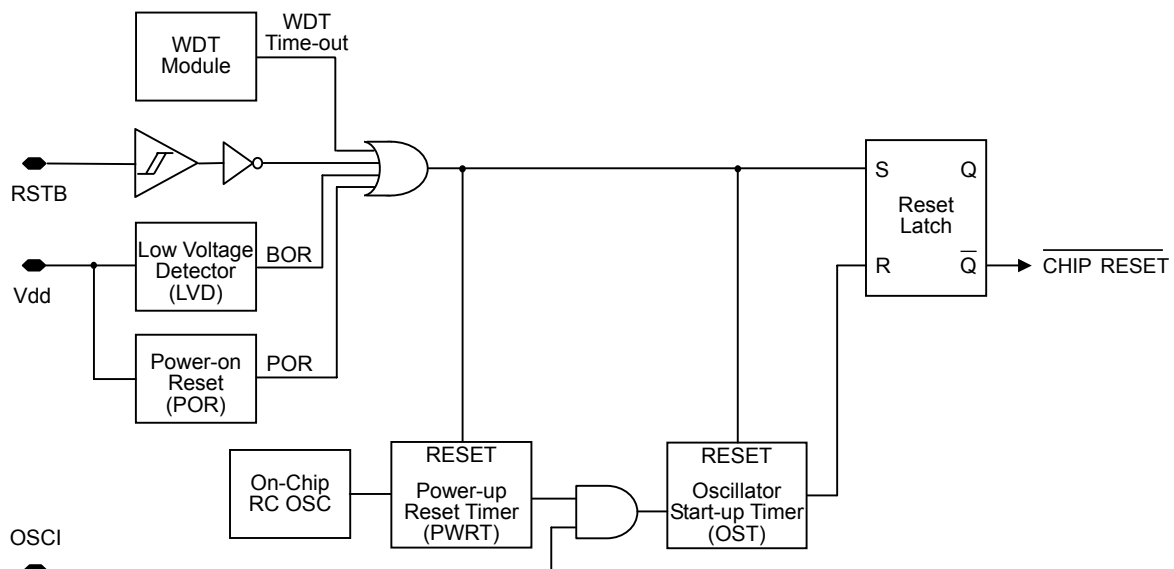 WDT
Module
WDT
Time-out
RSTB
Low Voltage
Detector
(LVD)
BOR
Vdd
Power-on
Reset
(POR)
POR
S
Q
Reset
Latch
R
Q
CHIP RESET
On-Chip
RC OSC
RESET
Power-up
Reset Timer
(PWRT)
RESET
Oscillator
Start-up Timer
(OST)
OSCI